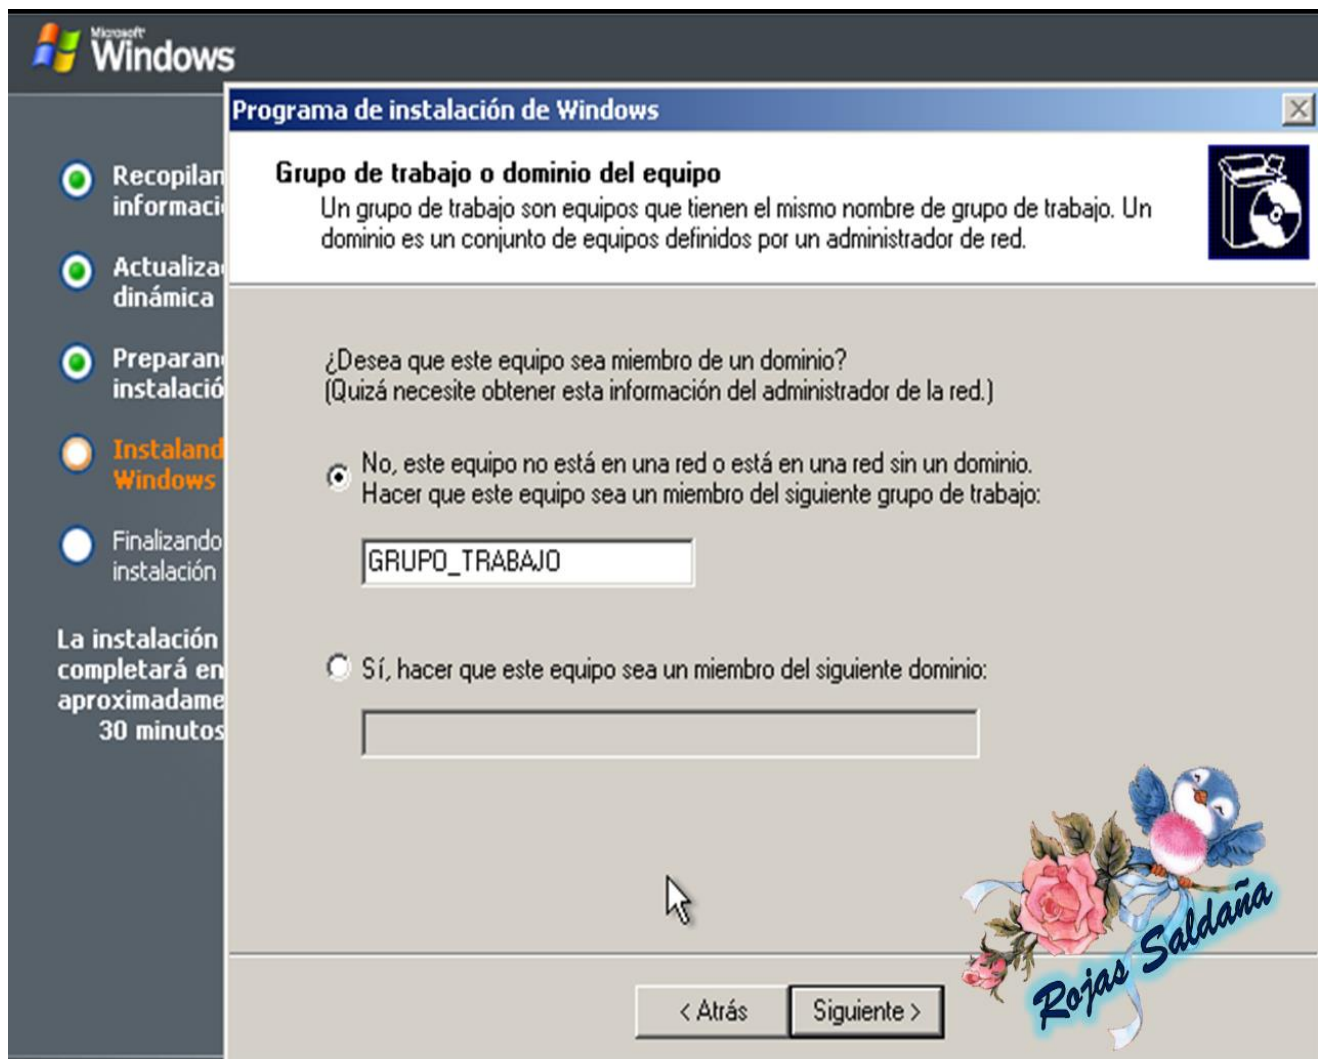 Microsoft
Windows
Programa de instalación de Windows
Grupo de trabajo o dominio del equipo
Un grupo de trabajo son equipos que tienen el mismo nombre de grupo de trabajo. Un
dominio es un conjunto de equipos definidos por un administrador de red.
Recopilan
informaci
Actualiza
dinámica
Preparan
instalació
Instaland
Windows
Finalizando
instalación
La instalación
completará en
aproximadame
30 minutos
¿Desea que este equipo sea miembro de un dominio?
(Quizá necesite obtener esta información del administrador de la red.)
No, este equipo no está en una red o está en una red sin un dominio.
Hacer que este equipo sea un miembro del siguiente grupo de trabajo:
GRUPO_TRABAJO
Sí, hacer que este equipo sea un miembro del siguiente dominio:
< Atrás
Siguiente >
Rojas Saldaña